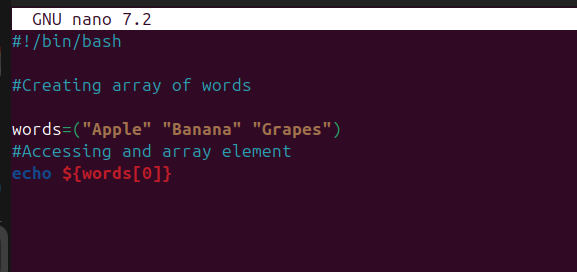 GNU nano 7.2
#!/bin/bash
#Creating array of words
words=("Apple" "Banana" "Grapes")
#Accessing and array element
echo ${words[0]}